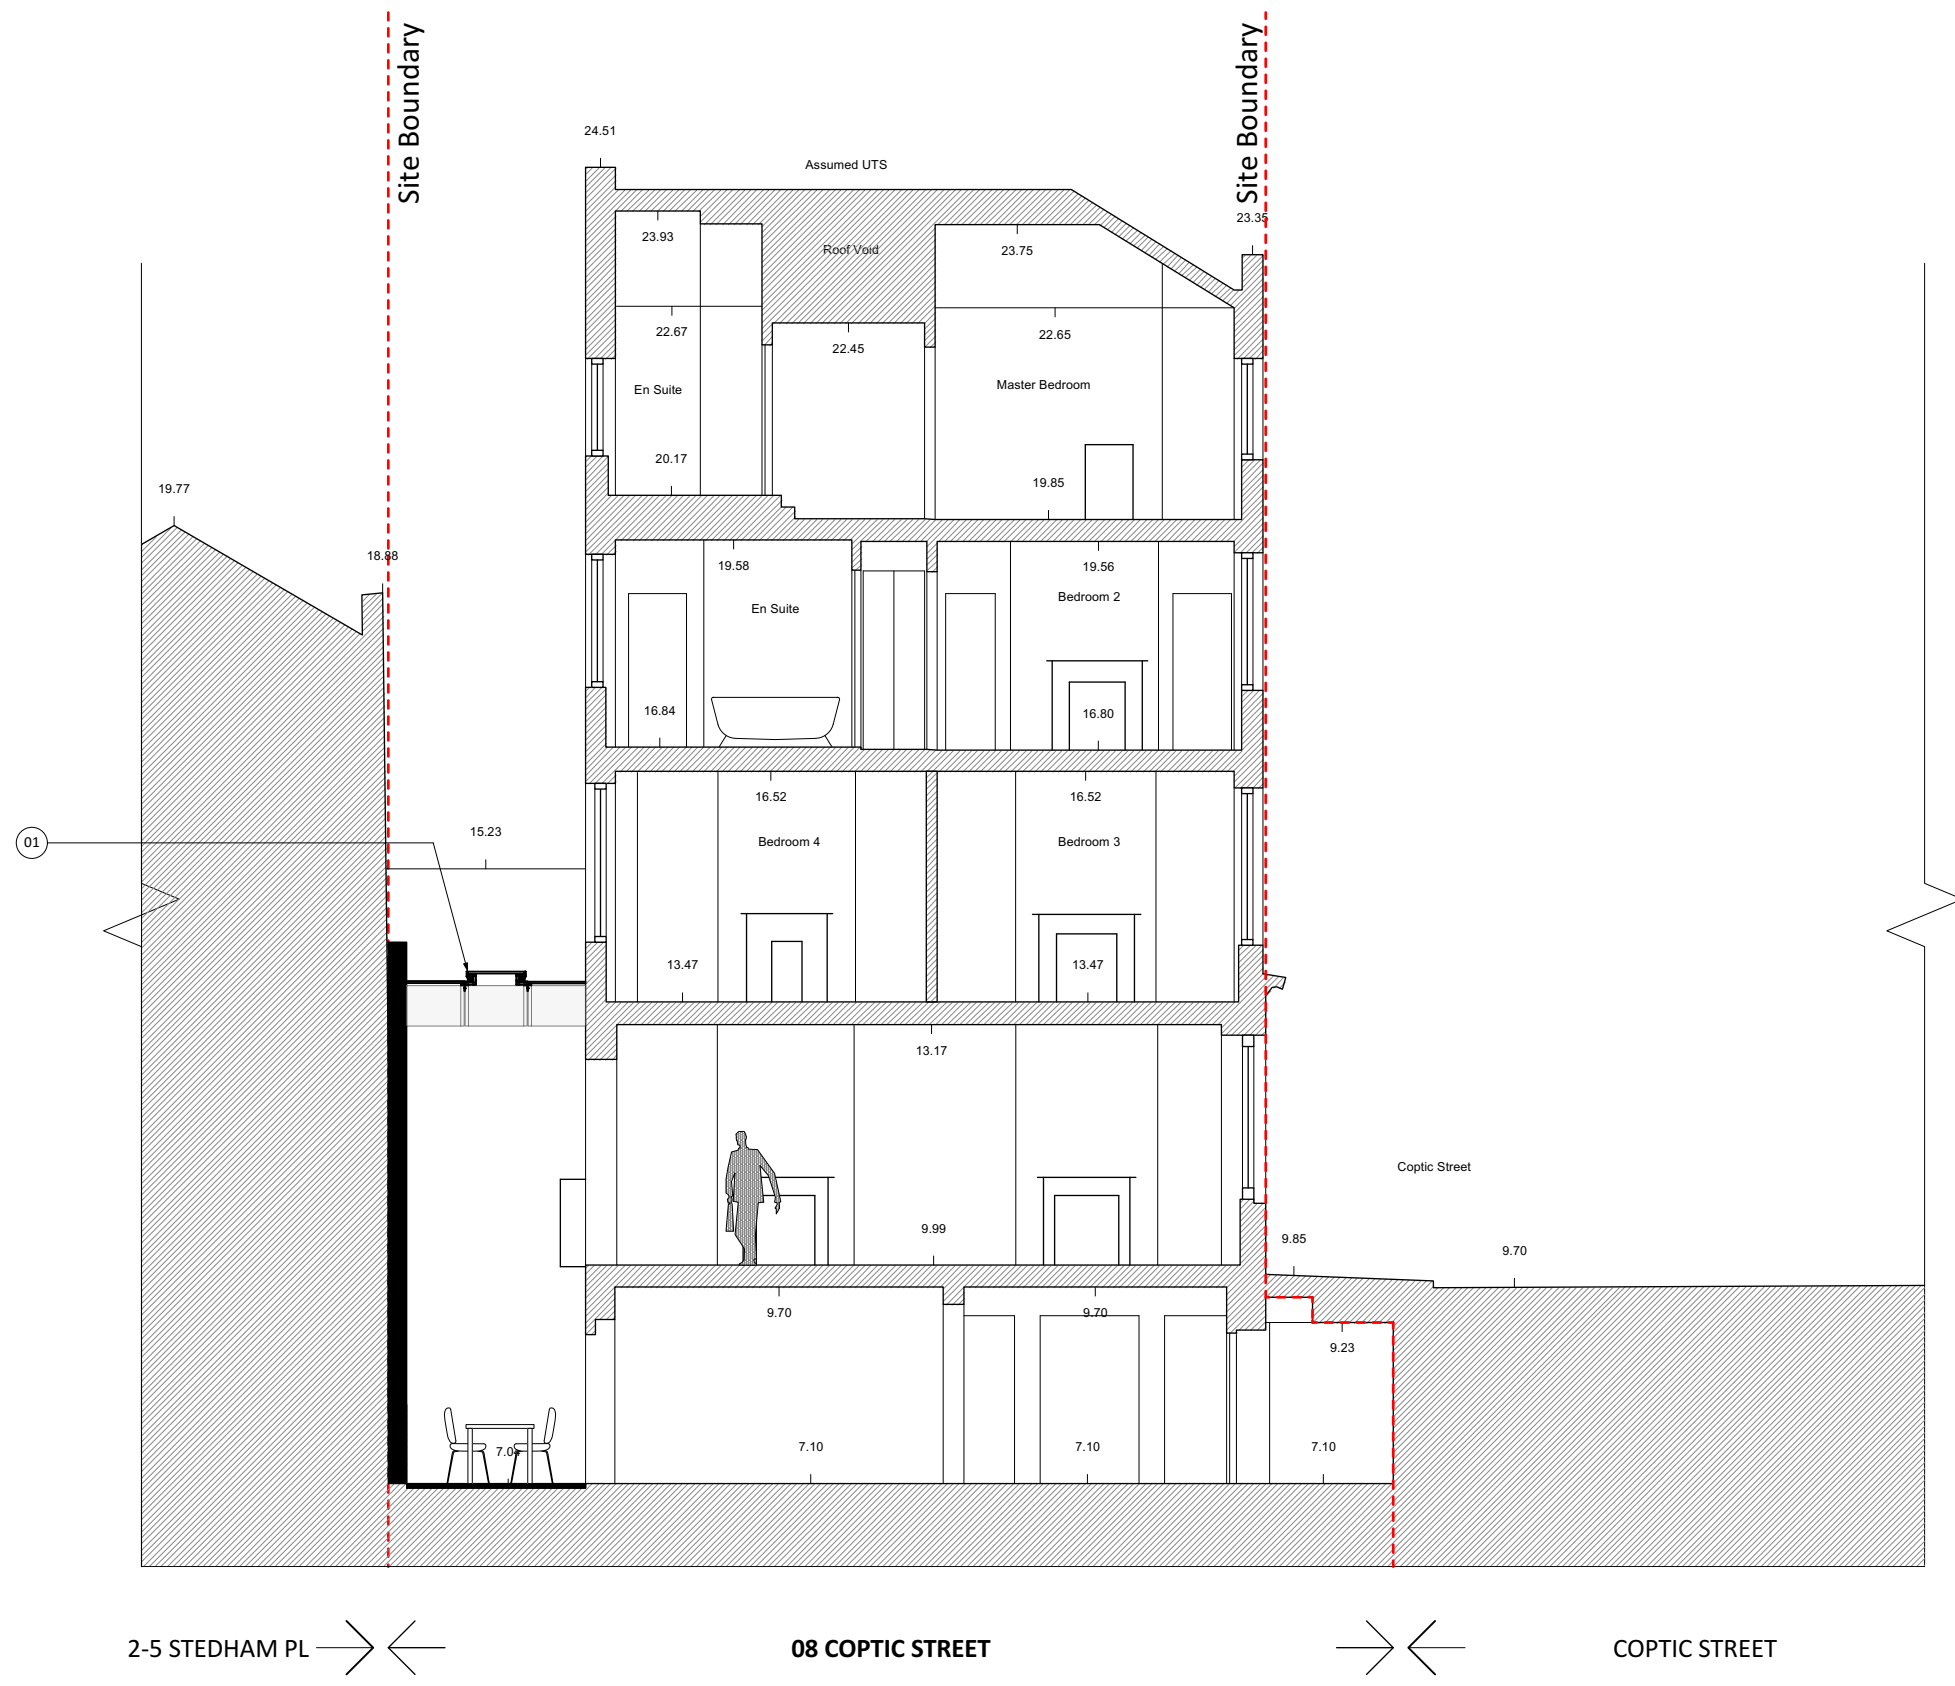 Site Boundary
Site Boundary
24.51
Assumed UTS
23.35
23.93
Roof Void
23.75
22.67
22.45
22.65
En Suite
Master Bedroom
20.17
19.85
19.77
18.88
19.58
19.56
En Suite
Bedroom 2
16.84
16.80
16.52
16.52
01
15.23
Bedroom 4
Bedroom 3
13.47
13.47
13.17
Coptic Street
9.99
9.85
9.70
9.70
9.70
9.23
7.04
7.10
7.10
7.10
2-5 STEDHAM PL
08 COPTIC STREET
COPTIC STREET